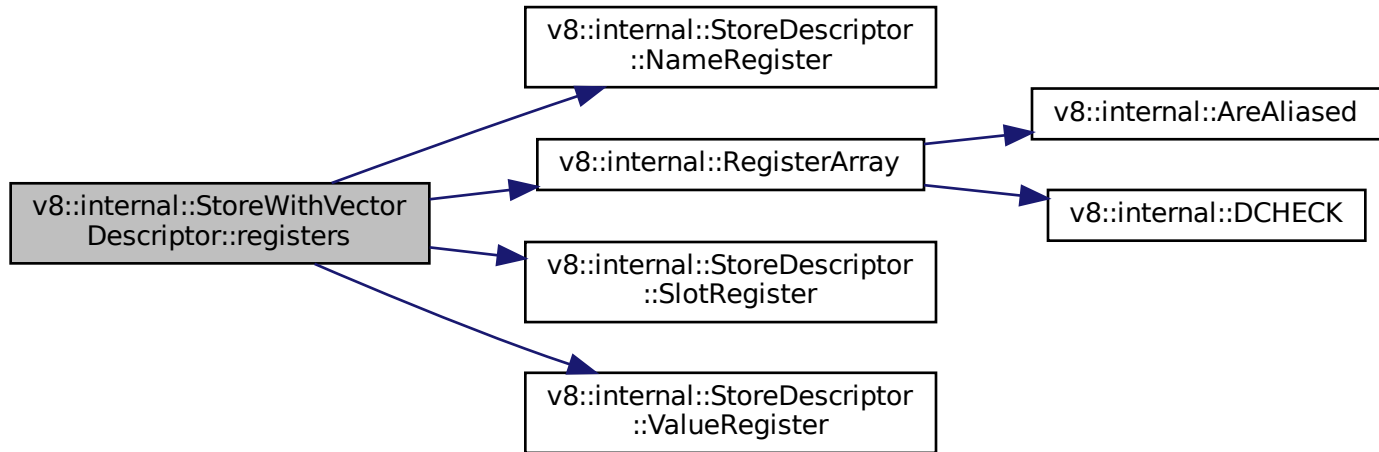 v8::internal::StoreWithVector
Descriptor::registers
v8::internal::StoreDescriptor
::NameRegister
v8::internal::RegisterArray
v8::internal::StoreDescriptor
::SlotRegister
v8::internal::StoreDescriptor
::ValueRegister
v8::internal::AreAliased
v8::internal::DCHECK